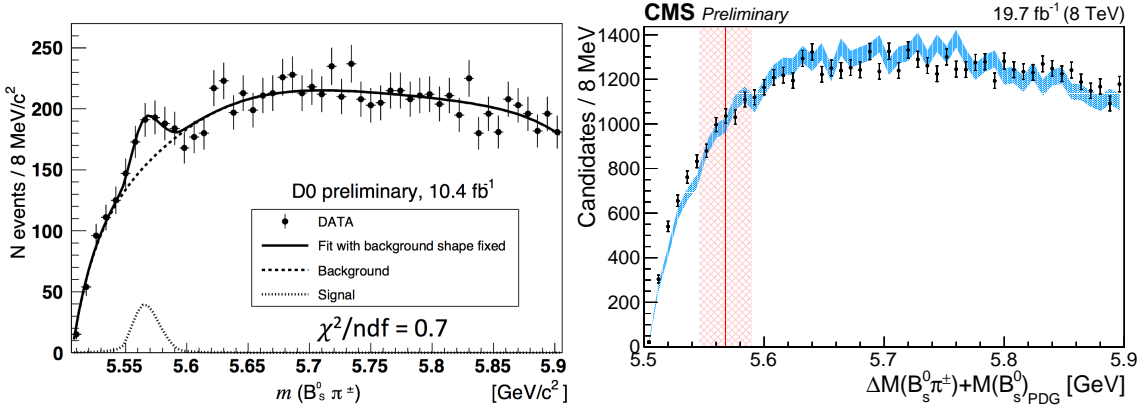 N events / 8 MeV/c²
250
200
150
100
50
0
D0 preliminary, 10.4 fb⁻¹
DATA
Fit with background shape fixed
Background
Signal
χ²/ndf = 0.7
5.55 5.6 5.65 5.7 5.75 5.8 5.85 5.9
m (B⁰ₛ π ±) [GeV/c²]
CMS Preliminary 19.7 fb⁻¹ (8 TeV)
Candidates / 8 MeV
1400
1200
1000
800
600
400
200
0
5.5 5.6 5.7 5.8 5.9
ΔM(B⁰ₛπ±)+M(B⁰ₛ)PDG [GeV]